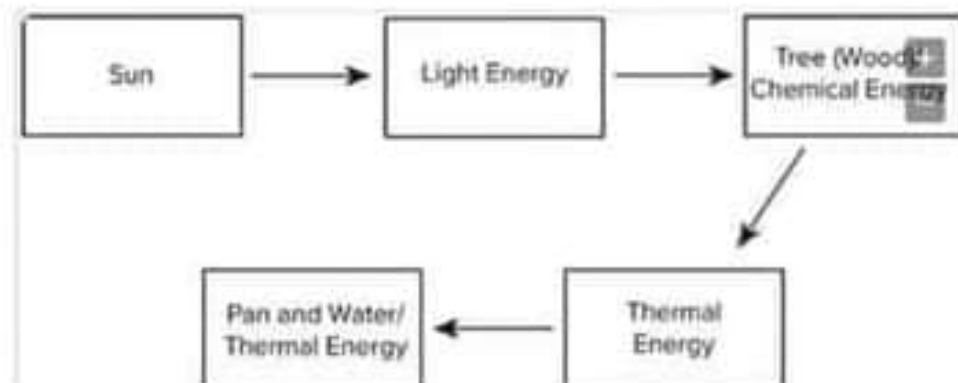 Sun
Light Energy
Tree (Wood)/
Chemical Energy
Pan and Water/
Thermal Energy
Thermal
Energy